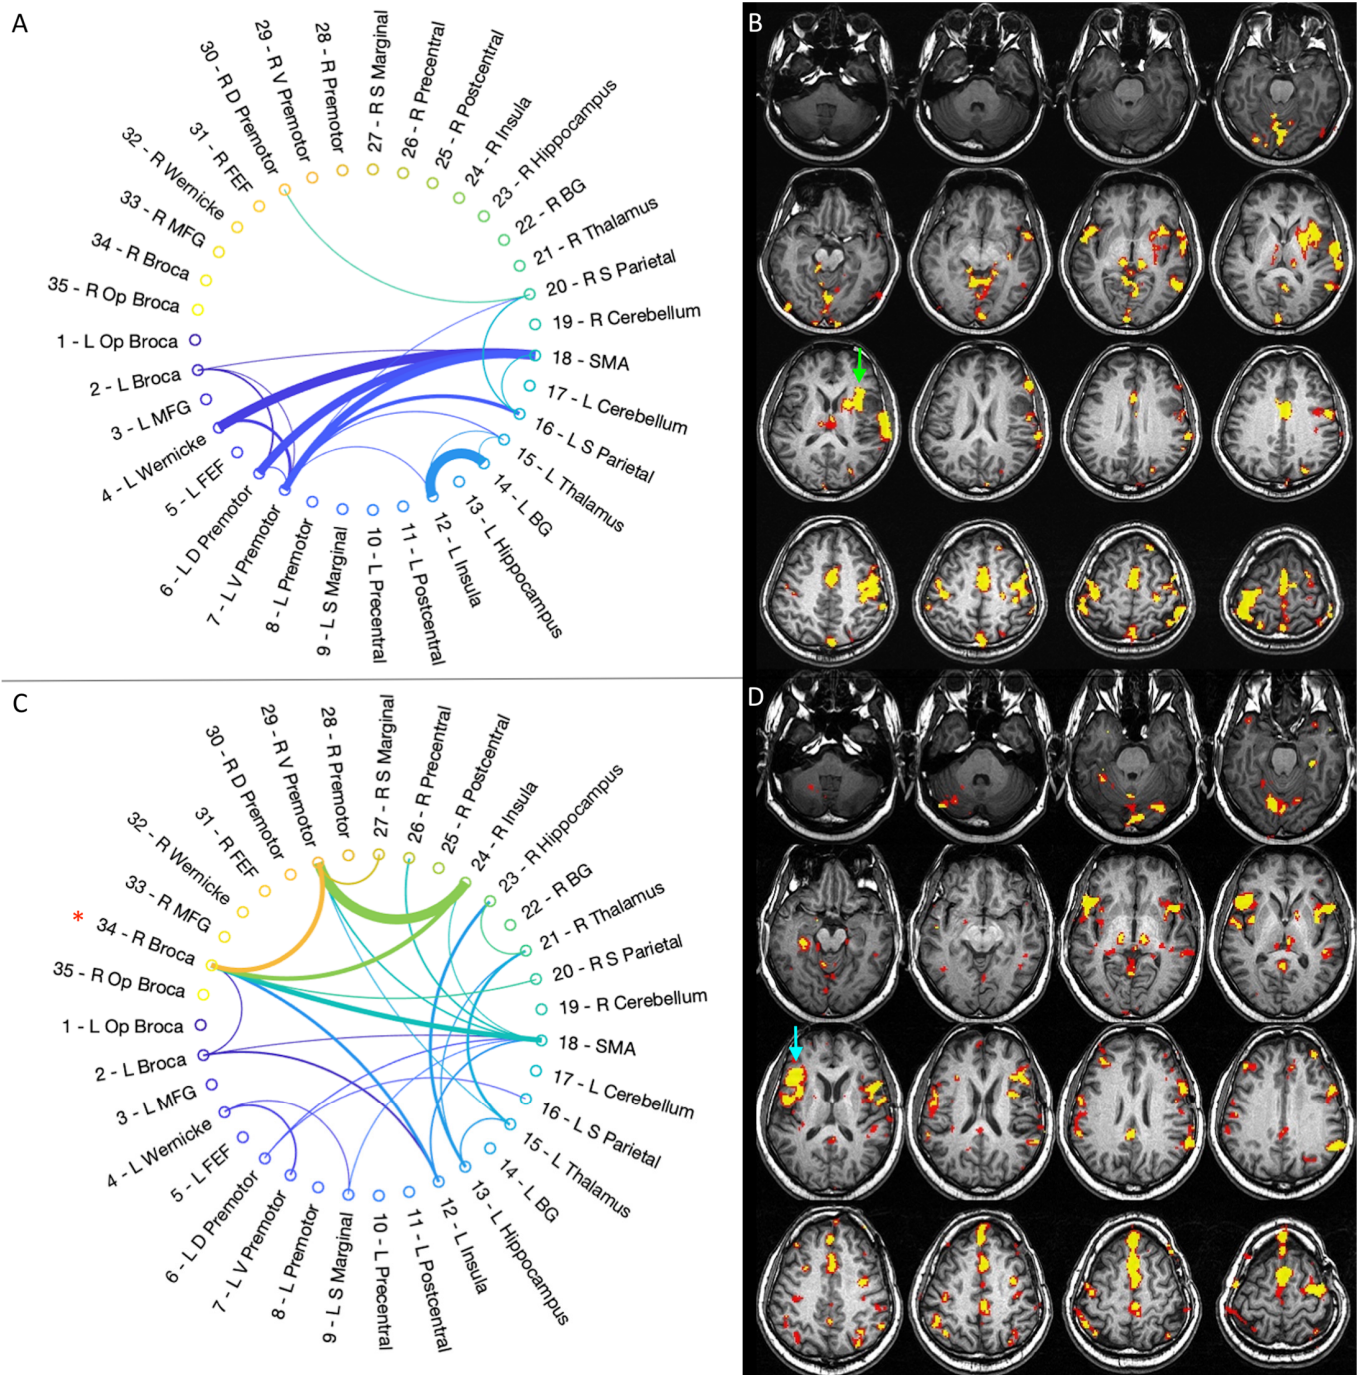 A
B
30 - R D Premotor
29 - R V Premotor
28 - R Premotor
27 - R S Marginal
26 - R Precentral
25 - R Postcentral
24 - R Insula
23 - R Hippocampus
22 - R BG
21 - R Thalamus
20 - R S Parietal
19 - R Cerebellum
18 - SMA
17 - L Cerebellum
16 - L S Parietal
15 - L Thalamus
14 - L BG
13 - L Hippocampus
12 - L Insula
11 - L Postcentral
10 - L Precentral
9 - L S Marginal
8 - L Premotor
7 - L V Premotor
6 - L D Premotor
5 - L FEF
4 - L Wernicke
3 - L MFG
2 - L Broca
1 - L Op Broca
35 - R Op Broca
34 - R Broca
33 - R MFG
32 - R Wernicke
31 - R FEF
C
D
30 - R D Premotor
29 - R V Premotor
28 - R Premotor
27 - R S Marginal
26 - R Precentral
25 - R Postcentral
24 - R Insula
23 - R Hippocampus
22 - R BG
21 - R Thalamus
20 - R S Parietal
19 - R Cerebellum
18 - SMA
17 - L Cerebellum
16 - L S Parietal
15 - L Thalamus
14 - L BG
13 - L Hippocampus
12 - L Insula
11 - L Postcentral
10 - L Precentral
9 - L S Marginal
8 - L Premotor
7 - L V Premotor
6 - L D Premotor
5 - L FEF
4 - L Wernicke
3 - L MFG
2 - L Broca
1 - L Op Broca
35 - R Op Broca
* 34 - R Broca
33 - R MFG
32 - R Wernicke
31 - R FEF